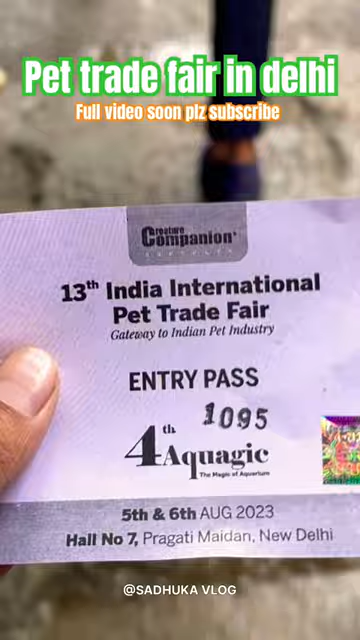 Pet trade fair in delhi
Full video soon plz subscribe
Creature
Companion
13th India International
Pet Trade Fair
Gateway to Indian Pet Industry
ENTRY PASS
1095
4th Aquagic
The Magic of Aquarium
5th & 6th AUG 2023
Hall No 7, Pragati Maidan, New Delhi
@SADHUKA VLOG